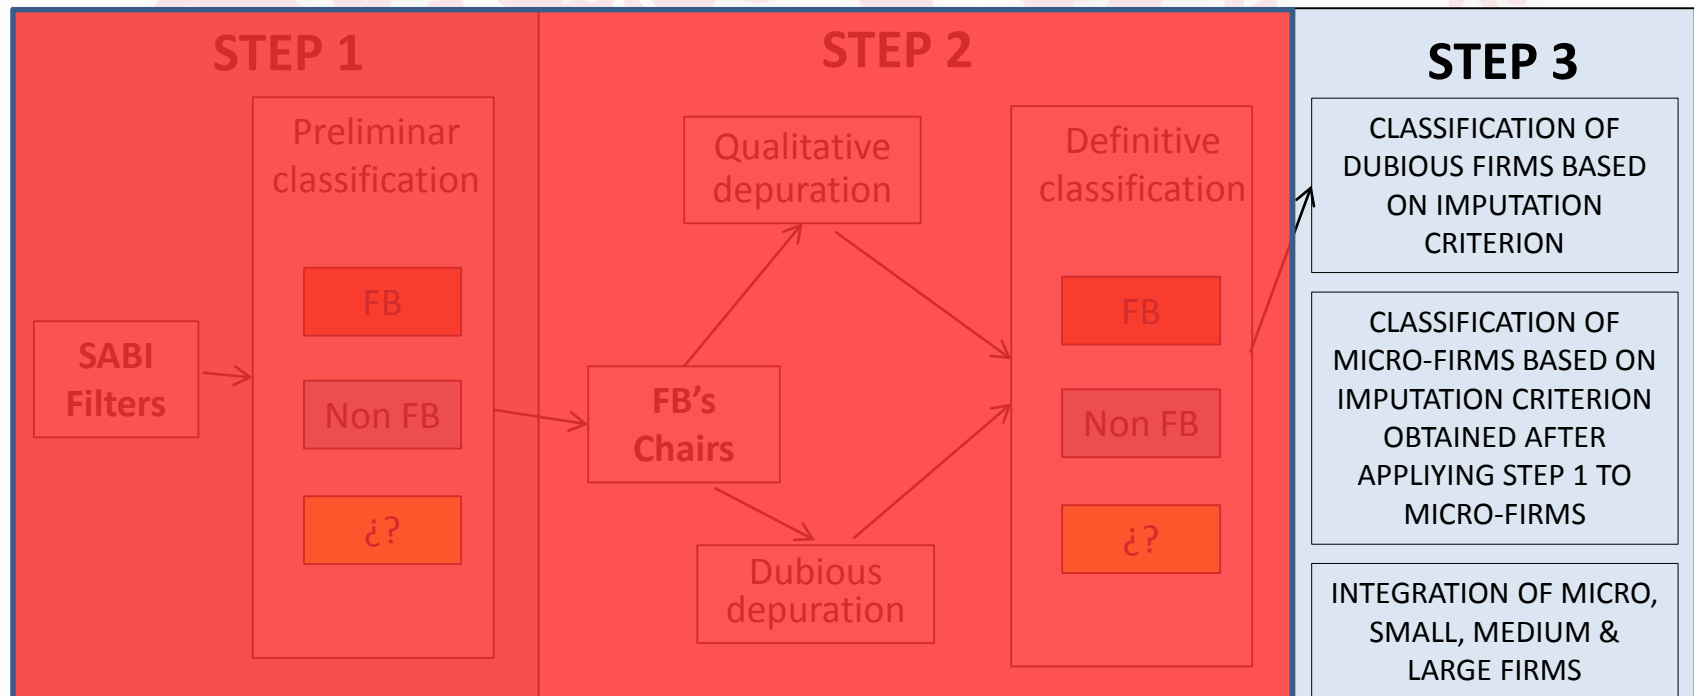 STEP 1
Preliminar
classification
FB
Non FB
¿?
SABI
Filters
STEP 2
Qualitative
depuration
FB’s
Chairs
Dubious
depuration
Definitive
classification
FB
Non FB
¿?
STEP 3
CLASSIFICATION OF
DUBIOUS FIRMS BASED
ON IMPUTATION
CRITERION
CLASSIFICATION OF
MICRO-FIRMS BASED ON
IMPUTATION CRITERION
OBTAINED AFTER
APPLIYING STEP 1 TO
MICRO-FIRMS
INTEGRATION OF MICRO,
SMALL, MEDIUM &
LARGE FIRMS